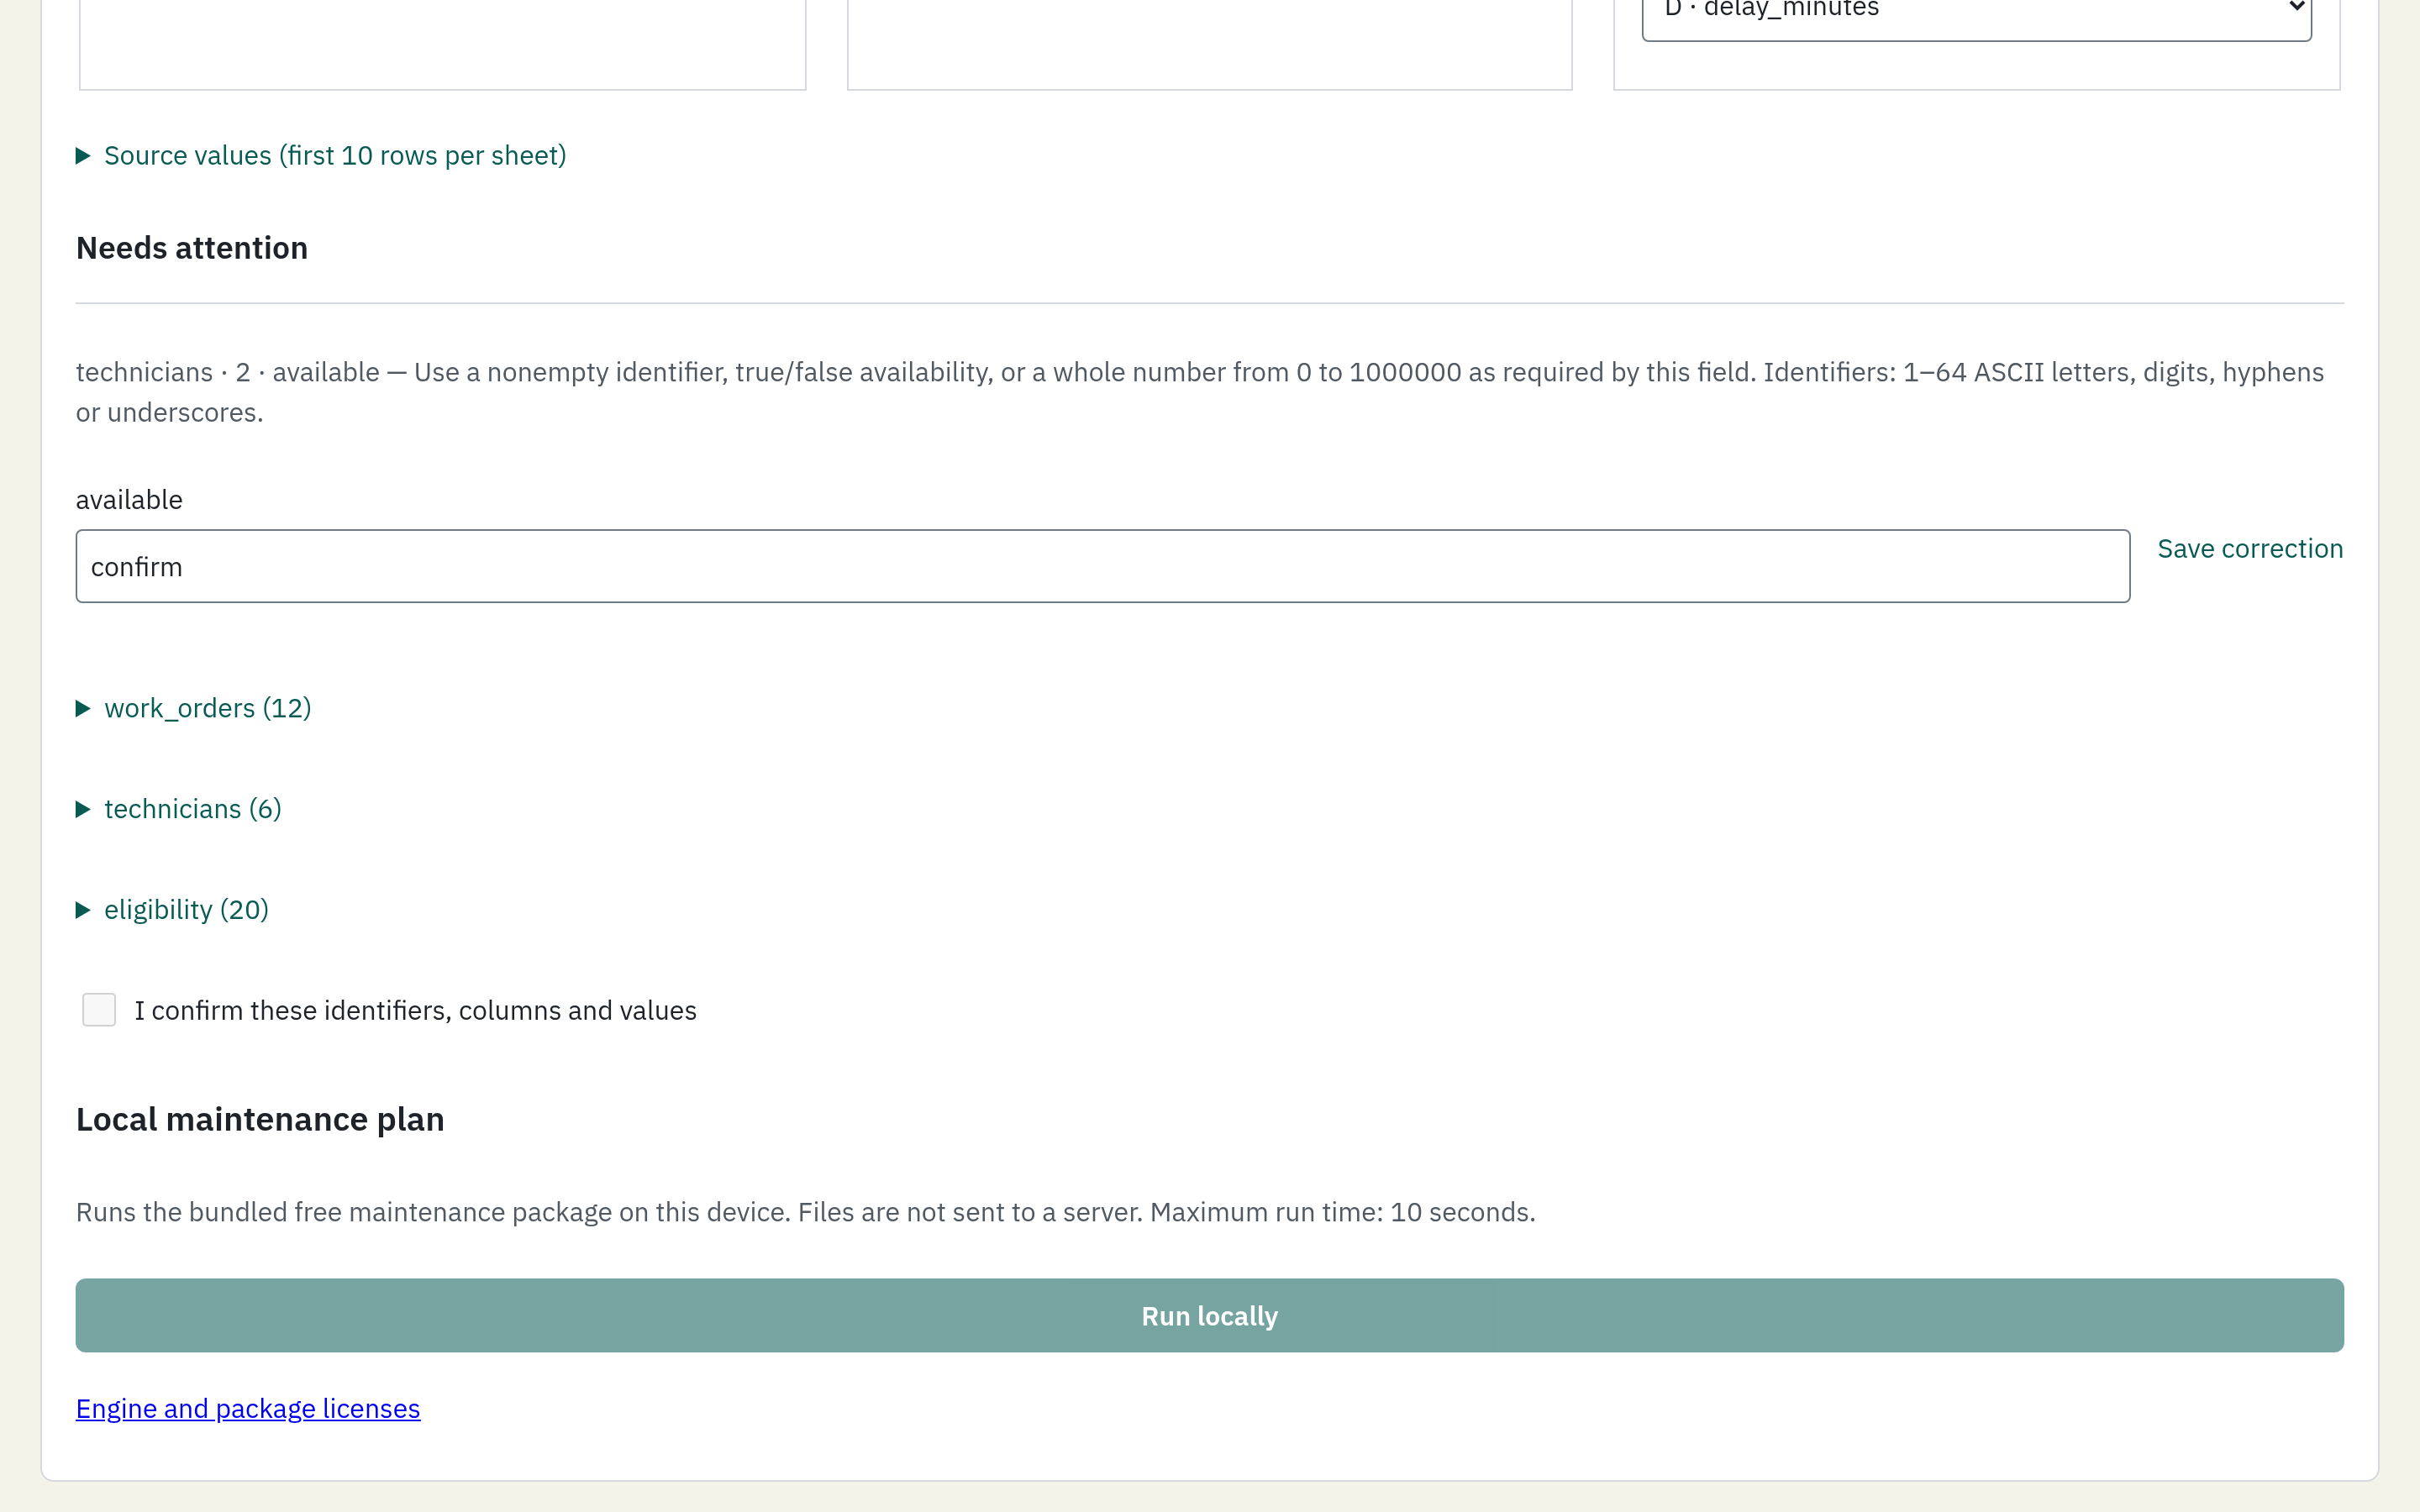 D · delay_minutes
Source values (first 10 rows per sheet)
Needs attention
technicians · 2 · available — Use a nonempty identifier, true/false availability, or a whole number from 0 to 1000000 as required by this field. Identifiers: 1–64 ASCII letters, digits, hyphens
or underscores.
available
confirm
Save correction
work_orders (12)
technicians (6)
eligibility (20)
I confirm these identifiers, columns and values
Local maintenance plan
Runs the bundled free maintenance package on this device. Files are not sent to a server. Maximum run time: 10 seconds.
Run locally
Engine and package licenses